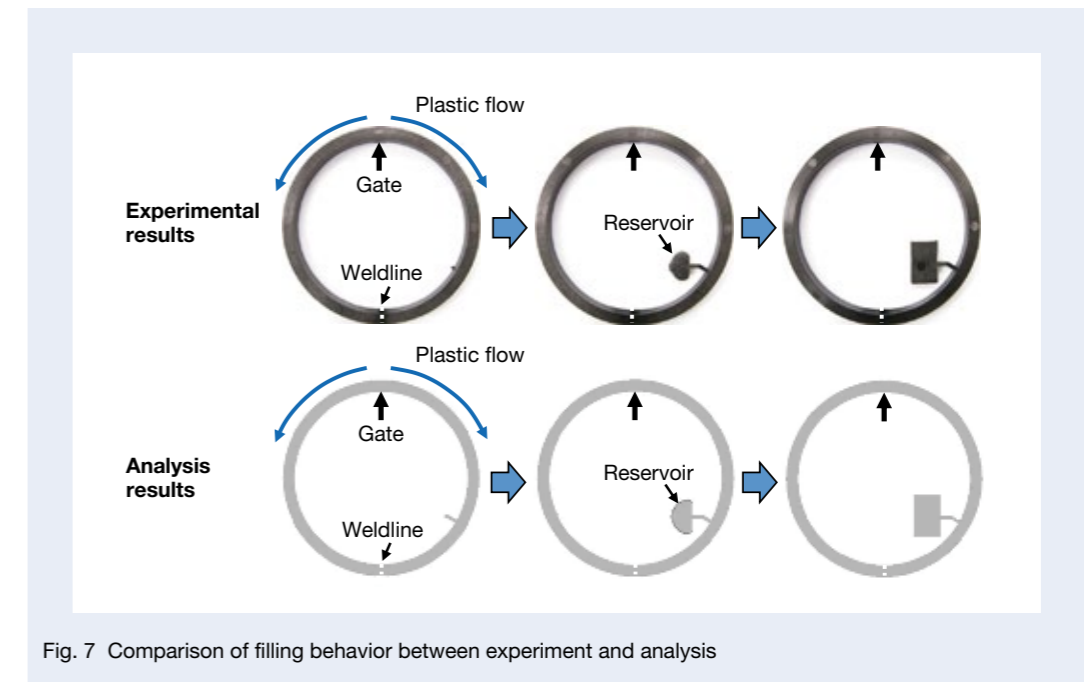 Plastic flow
Gate
Experimental
results
Reservoir
Weldline
Plastic flow
Gate
Analysis
results
Reservoir
Weldline
Fig. 7 Comparison of filling behavior between experiment and analysis